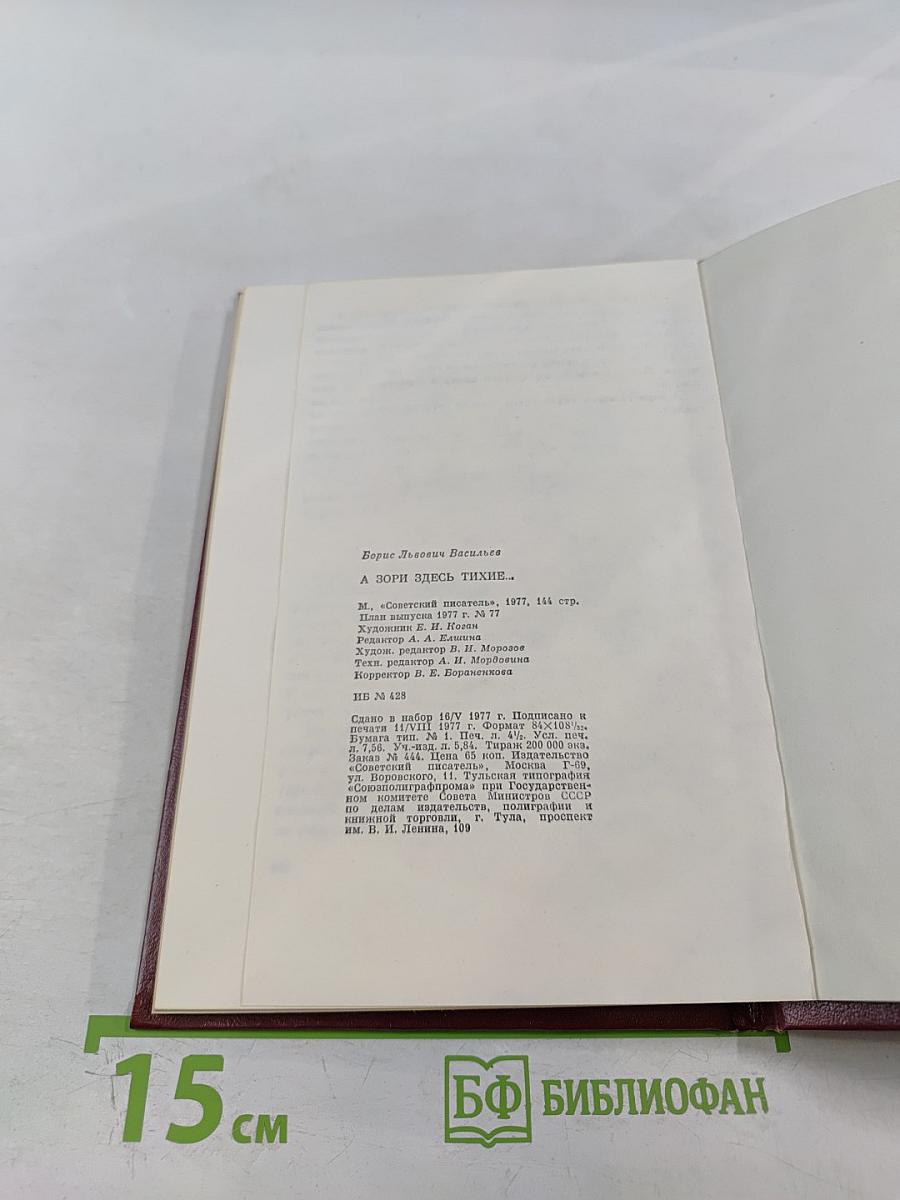 Борис Львович Васильев
А ЗОРИ ЗДЕСЬ ТИХИЕ...
М., «Советский писатель», 1977, 144 стр.
План выпуска 1977 г. № 77
Художник Е. И. Коган
Редактор А. А. Елшина
Худож. редактор В. И. Морозов
Техн. редактор А. И. Мордовина
Корректор В. Е. Бораненкова
ИБ № 428
Сдано в набор 16/V 1977 г. Подписано к
печати 11/VIII 1977 г. Формат 84×108¹/₃₂.
Бумага тип. № 1. Печ. л. 4½. Усл. печ.
л. 7,56. Уч.-изд. л. 5,84. Тираж 200 000 экз.
Заказ № 444. Цена 65 коп. Издательство
«Советский писатель», Москва Г-69,
ул. Воровского, 11. Тульская типография
«Союзполиграфпрома» при Государствен-
ном комитете Совета Министров СССР
по делам издательств, полиграфии и
книжной торговли, г. Тула, проспект
им. В. И. Ленина, 109
15 см
БФ БИБЛИОФАН